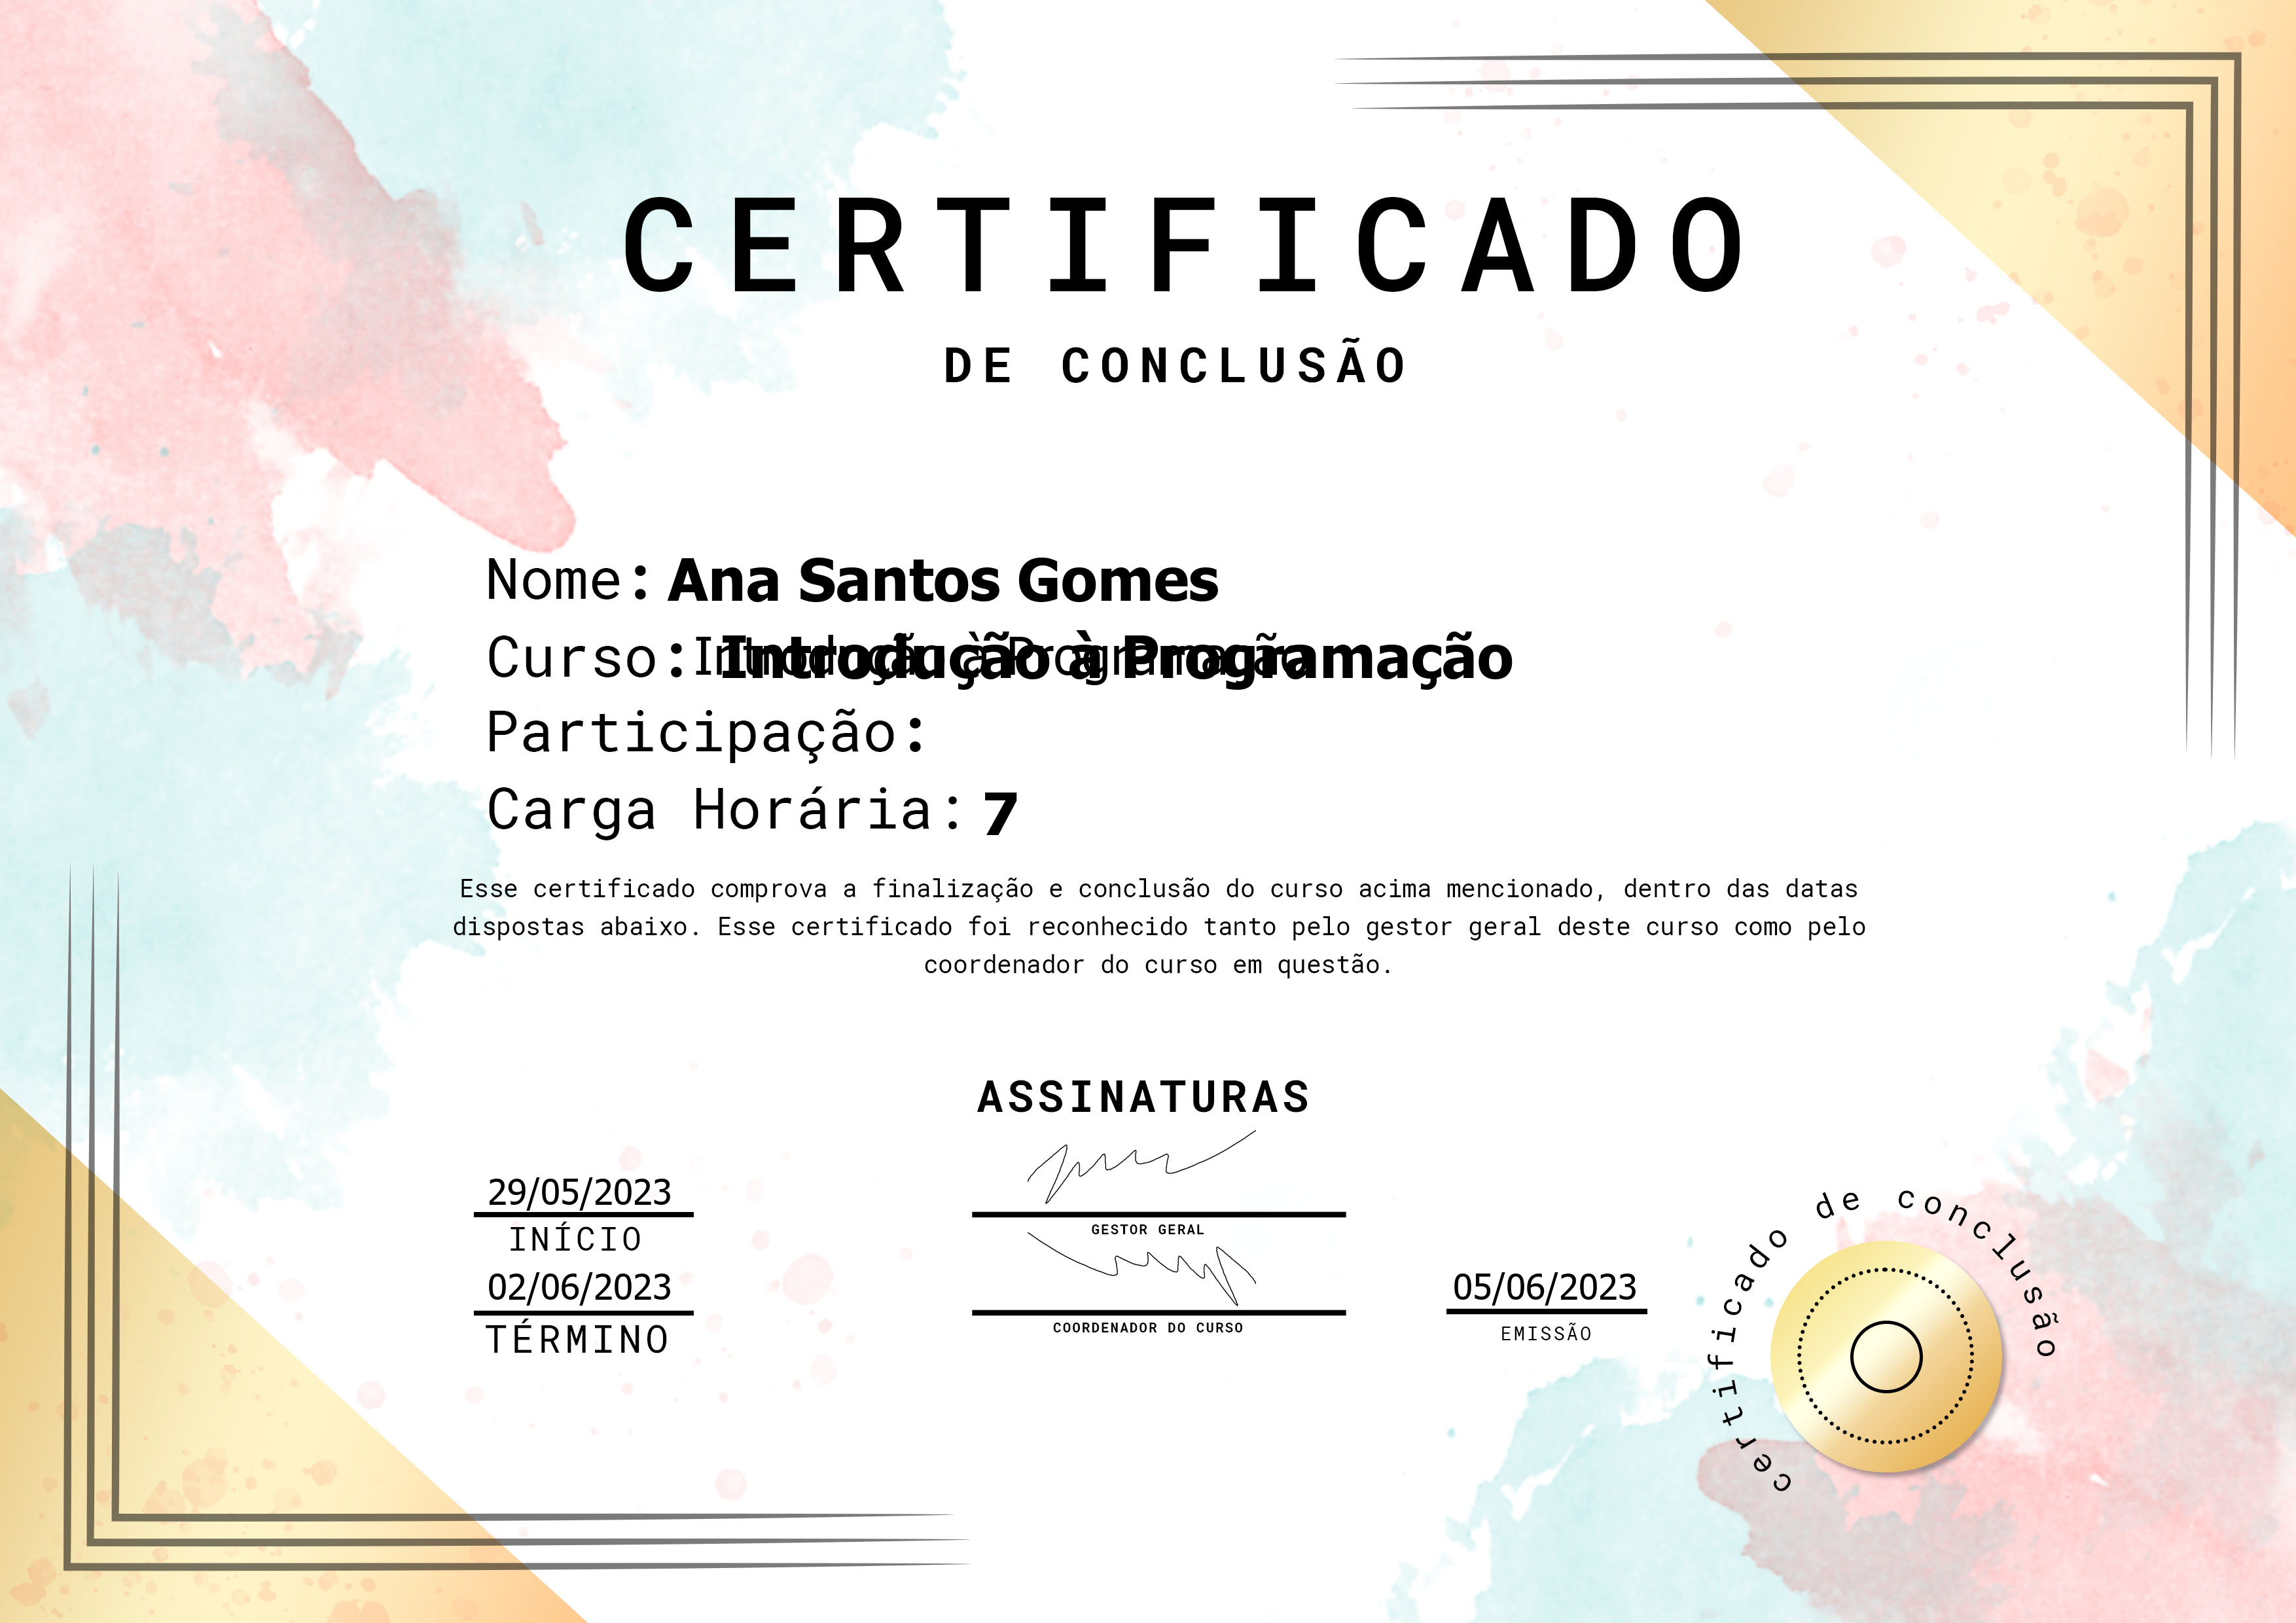 CERTIFICADO
DE CONCLUSÃO
Nome: Ana Santos Gomes
Curso: Introdução à Programação Introdução à Programação
Participação:
Carga Horária: 7
Esse certificado comprova a finalização e conclusão do curso acima mencionado, dentro das datas
dispostas abaixo. Esse certificado foi reconhecido tanto pelo gestor geral deste curso como pelo
coordenador do curso em questão.
ASSINATURAS
29/05/2023
INÍCIO
GESTOR GERAL
02/06/2023
TÉRMINO
COORDENADOR DO CURSO
05/06/2023
EMISSÃO
certificado de conclusão